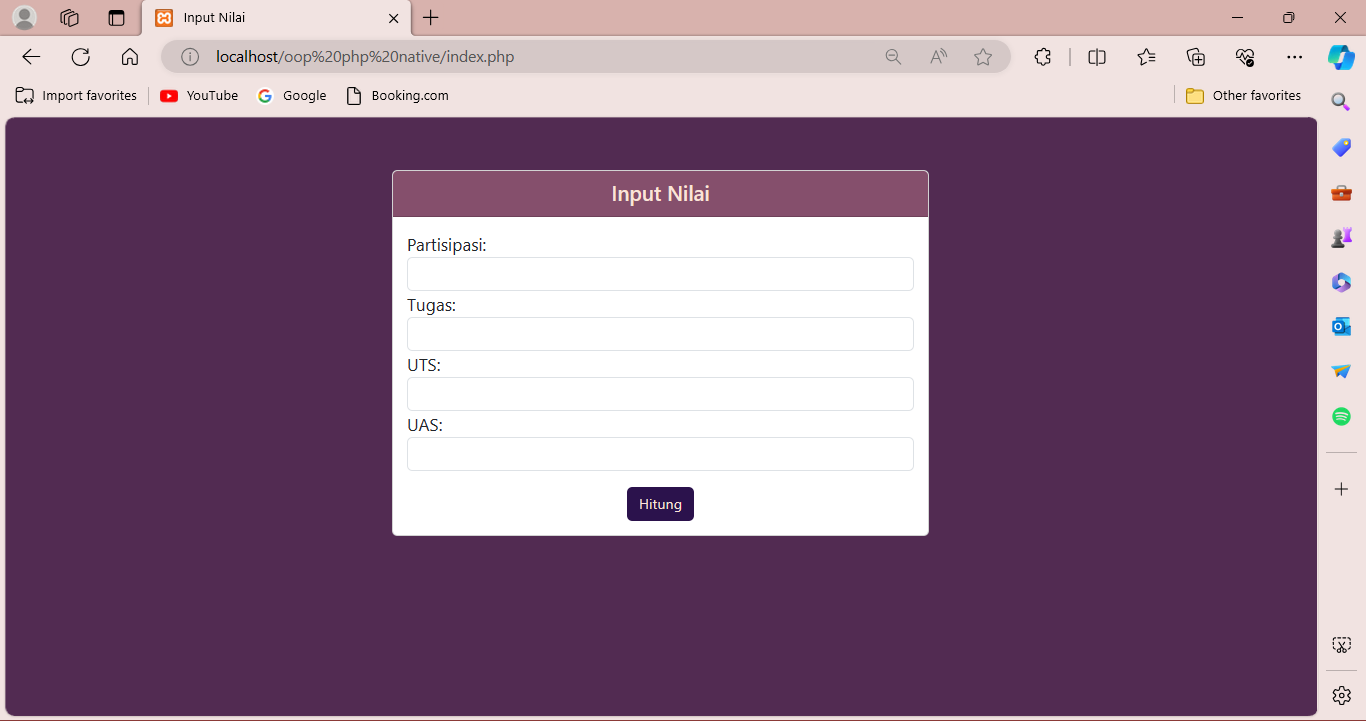 Input Nilai
localhost/oop%20php%20native/index.php
Import favorites YouTube Google Booking.com Other favorites
Input Nilai
Partisipasi:
Tugas:
UTS:
UAS:
Hitung